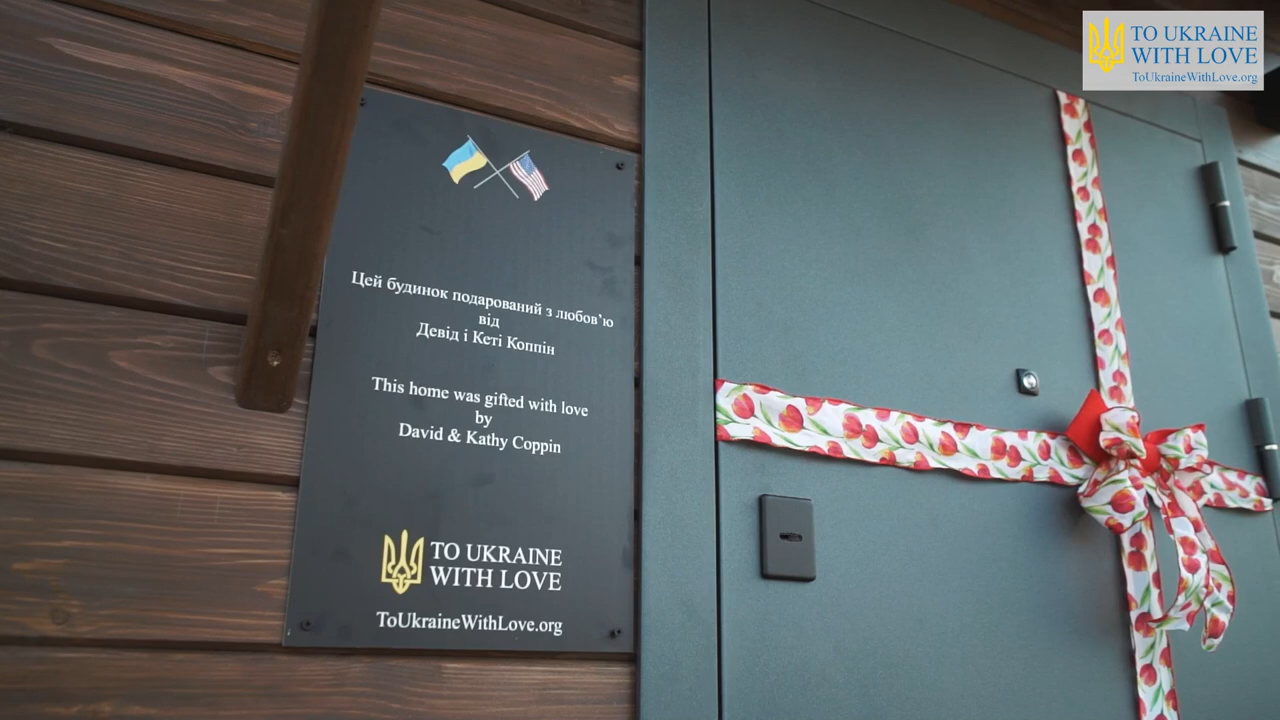 TO UKRAINE
WITH LOVE
ToUkraineWithLove.org
Цей будинок подарований з любов’ю
від
Девід і Кеті Коппін
This home was gifted with love
by
David & Kathy Coppin
TO UKRAINE
WITH LOVE
ToUkraineWithLove.org